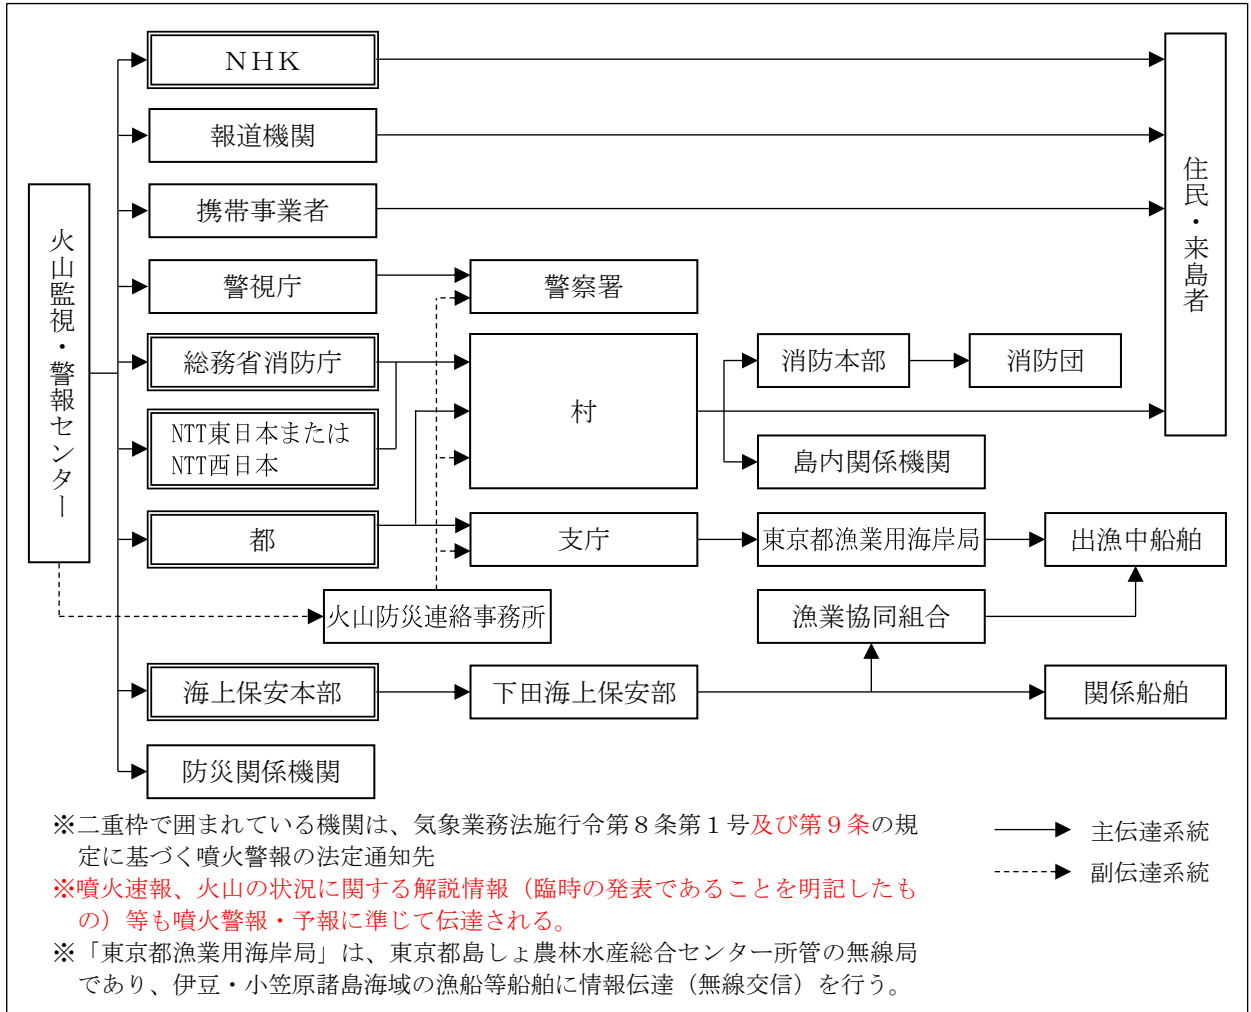 NHK
報道機関
携帯事業者
警視庁
警察署
総務省消防庁
NTT東日本または
NTT西日本
村
消防本部
消防団
島内関係機関
住民・来島者
火山監視・警報センター
都
支庁
東京都漁業用海岸局
出漁中船舶
火山防災連絡事務所
漁業協同組合
海上保安本部
下田海上保安部
関係船舶
防災関係機関
※二重枠で囲まれている機関は、気象業務法施行令第8条第1号及び第9条の規
定に基づく噴火警報の法定通知先
※噴火速報、火山の状況に関する解説情報（臨時の発表であることを明記したも
の）等も噴火警報・予報に準じて伝達される。
※「東京都漁業用海岸局」は、東京都島しょ農林水産総合センター所管の無線局
であり、伊豆・小笠原諸島海域の漁船等船舶に情報伝達（無線交信）を行う。
主伝達系統
副伝達系統